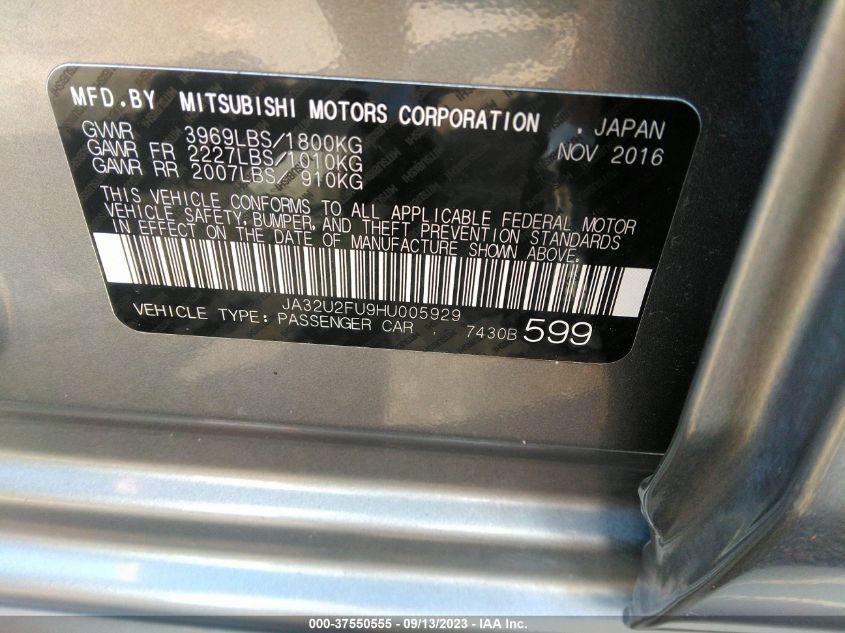 MFD.BY MITSUBISHI MOTORS CORPORATION . JAPAN
GVWR 3969LBS/1800KG NOV 2016
GAWR FR 2227LBS/1010KG
GAWR RR 2007LBS/ 910KG
THIS VEHICLE CONFORMS TO ALL APPLICABLE FEDERAL MOTOR
VEHICLE SAFETY, BUMPER, AND THEFT PREVENTION STANDARDS
IN EFFECT ON THE DATE OF MANUFACTURE SHOWN ABOVE.
JA32U2FU9HU005929
VEHICLE TYPE: PASSENGER CAR 7430B 599
000-37550555 - 09/13/2023 - IAA Inc.